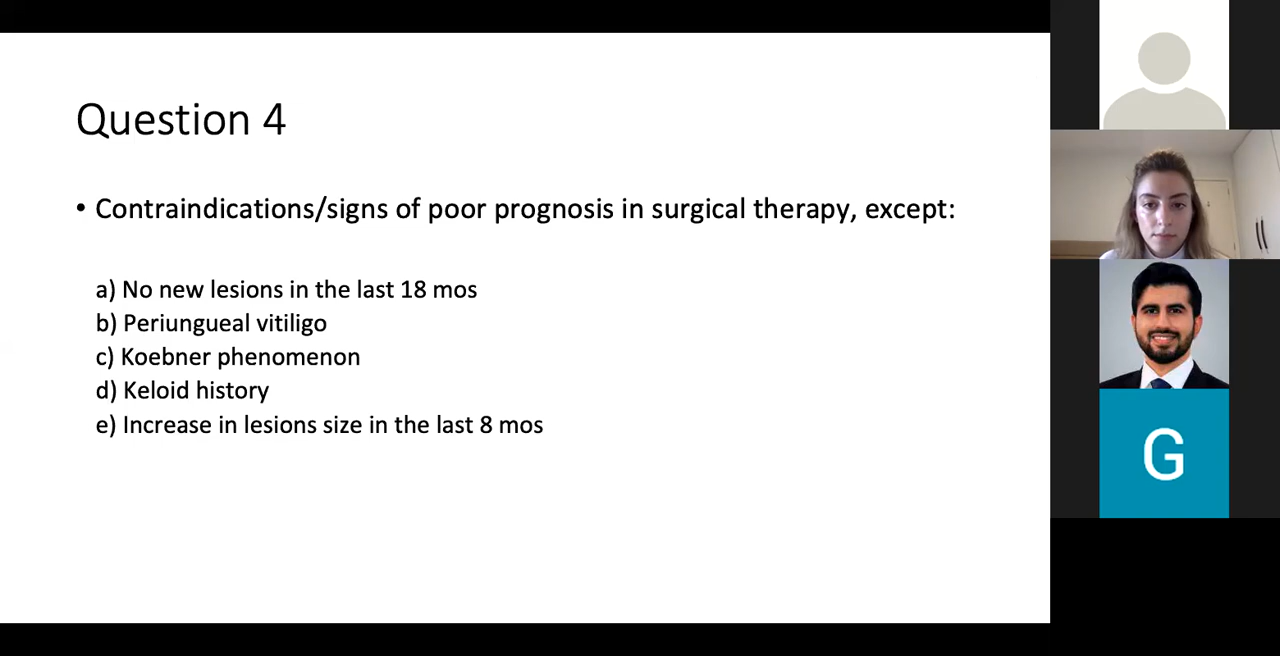 Question 4
• Contraindications/signs of poor prognosis in surgical therapy, except:
a) No new lesions in the last 18 mos
b) Periungueal vitiligo
c) Koebner phenomenon
d) Keloid history
e) Increase in lesions size in the last 8 mos
G